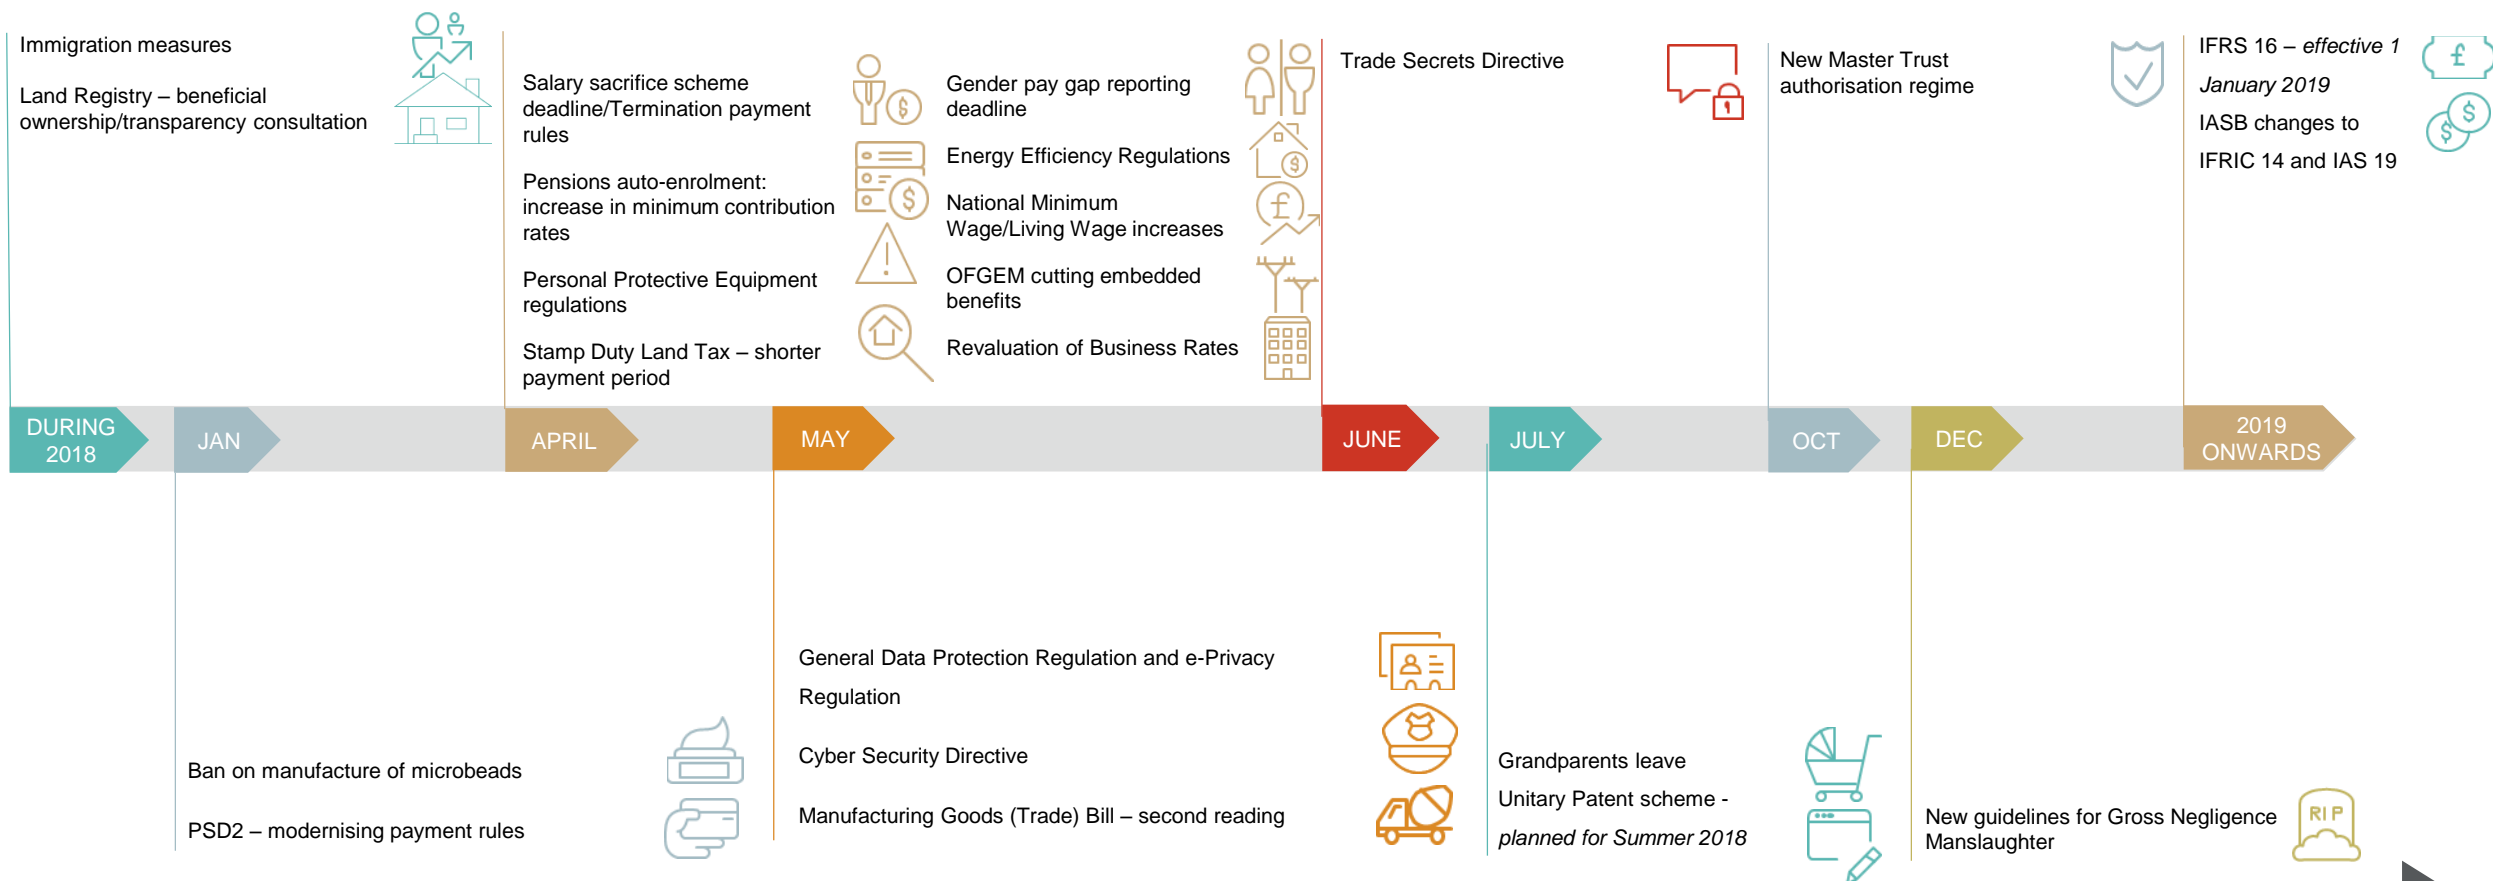 Immigration measures
Land Registry – beneficial
ownership/transparency consultation
Salary sacrifice scheme
deadline/Termination payment
rules
Pensions auto-enrolment:
increase in minimum contribution
rates
Personal Protective Equipment
regulations
Stamp Duty Land Tax – shorter
payment period
Gender pay gap reporting
deadline
Energy Efficiency Regulations
National Minimum
Wage/Living Wage increases
OFGEM cutting embedded
benefits
Revaluation of Business Rates
Trade Secrets Directive
New Master Trust
authorisation regime
IFRS 16 – effective 1
January 2019
IASB changes to
IFRIC 14 and IAS 19
£
$
$
$
$
$
£
DURING
2018
JAN
APRIL
MAY
JUNE
JULY
OCT
DEC
2019
ONWARDS
Ban on manufacture of microbeads
PSD2 – modernising payment rules
General Data Protection Regulation and e-Privacy
Regulation
Cyber Security Directive
Manufacturing Goods (Trade) Bill – second reading
Grandparents leave
Unitary Patent scheme -
planned for Summer 2018
New guidelines for Gross Negligence
Manslaughter
RIP